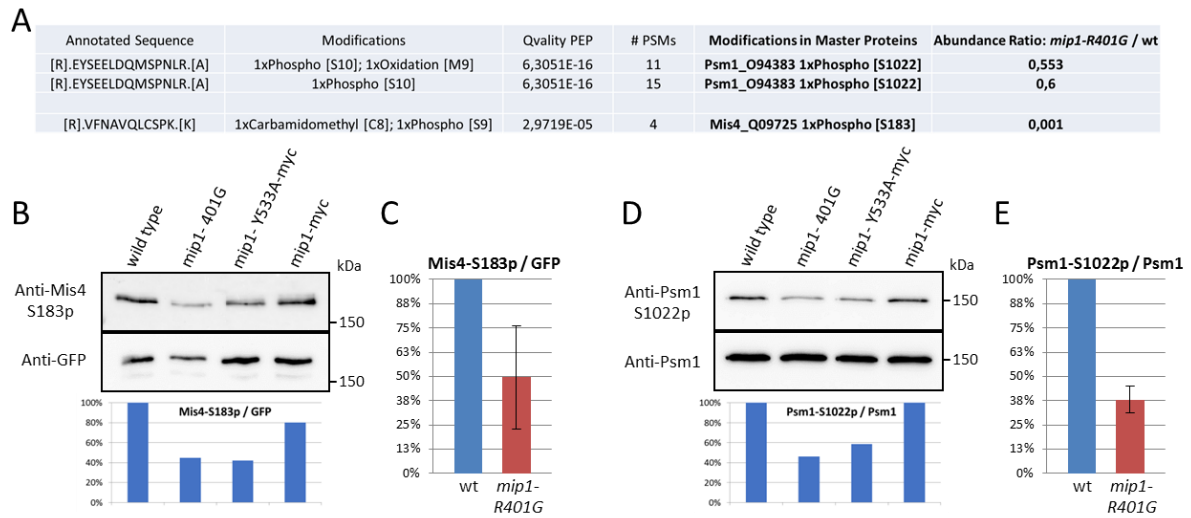 A
Annotated Sequence Modifications Qvality PEP # PSMs Modifications in Master Proteins Abundance Ratio: mip1-R401G / wt
[R].EYSEELDQMSPNLR.[A] 1xPhospho [S10]; 1xOxidation [M9] 6,3051E-16 11 Psm1_O94383 1xPhospho [S1022] 0,553
[R].EYSEELDQMSPNLR.[A] 1xPhospho [S10] 6,3051E-16 15 Psm1_O94383 1xPhospho [S1022] 0,6
[R].VFNAVQLCSPK.[K] 1xCarbamidomethyl [C8]; 1xPhospho [S9] 2,9719E-05 4 Mis4_Q09725 1xPhospho [S183] 0,001
B
wild type
mip1- 401G
mip1- Y533A-myc
mip1-myc
kDa
Anti-Mis4
S183p
150
Anti-GFP
150
Mis4-S183p / GFP
100%
80%
60%
40%
20%
0%
C
Mis4-S183p / GFP
100%
88%
75%
63%
50%
38%
25%
13%
0%
wt
mip1-
R401G
D
wild type
mip1- 401G
mip1- Y533A-myc
mip1-myc
kDa
Anti-Psm1
S1022p
150
Anti-Psm1
150
Psm1-S1022p / Psm1
100%
80%
60%
40%
20%
0%
E
Psm1-S1022p / Psm1
100%
88%
75%
63%
50%
38%
25%
13%
0%
wt
mip1-
R401G